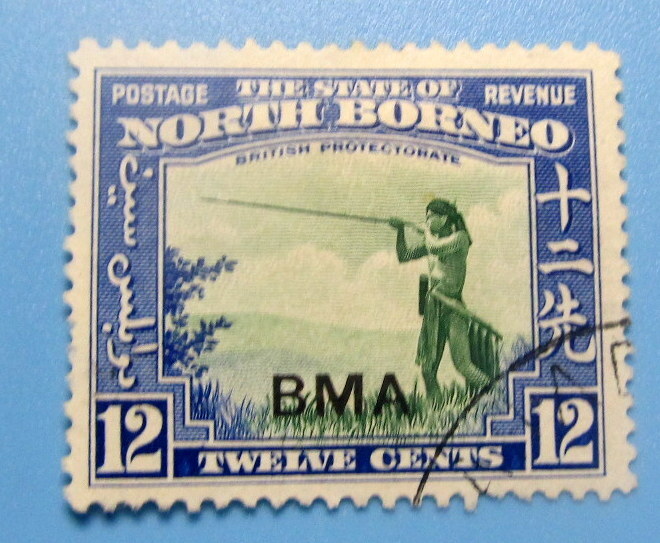 POSTAGE
THE STATE OF
REVENUE
NORTH BORNEO
BRITISH PROTECTORATE
十二先
BMA
12
TWELVE CENTS
12